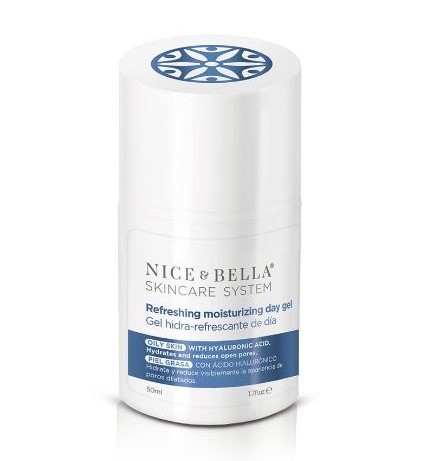 NICE & BELLA®
SKINCARE SYSTEM
Refreshing moisturizing day gel
Gel hidra-refrescante de día
OILY SKIN WITH HYALURONIC ACID.
Hydrates and reduces open pores.
PIEL GRASA CON ÁCIDO HIALURÓNICO
Hidrata y reduce visiblemente la apariencia de
poros dilatados.
50ml 1.7fl.oz ℮